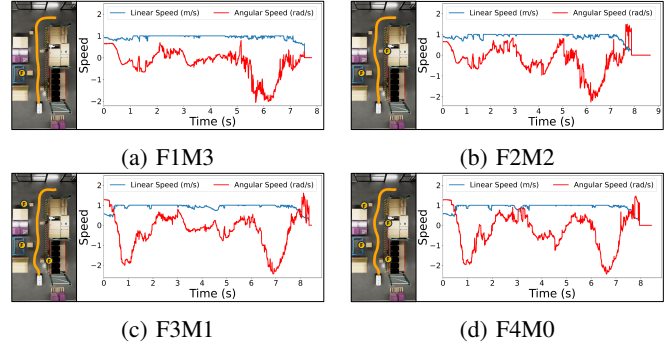 Linear Speed (m/s) Angular Speed (rad/s)
Speed
1
0
−1
−2
0 1 2 3 4 5 6 7 8
Time (s)
F
(a) F1M3
Linear Speed (m/s) Angular Speed (rad/s)
Speed
1
0
−1
−2
0 1 2 3 4 5 6 7 8 9
Time (s)
F
F
(b) F2M2
Linear Speed (m/s) Angular Speed (rad/s)
Speed
2
1
0
−1
−2
0 1 2 3 4 5 6 7 8
Time (s)
F
F
F
(c) F3M1
Linear Speed (m/s) Angular Speed (rad/s)
Speed
2
1
0
−1
−2
0 1 2 3 4 5 6 7 8
Time (s)
F
F
F
F
(d) F4M0